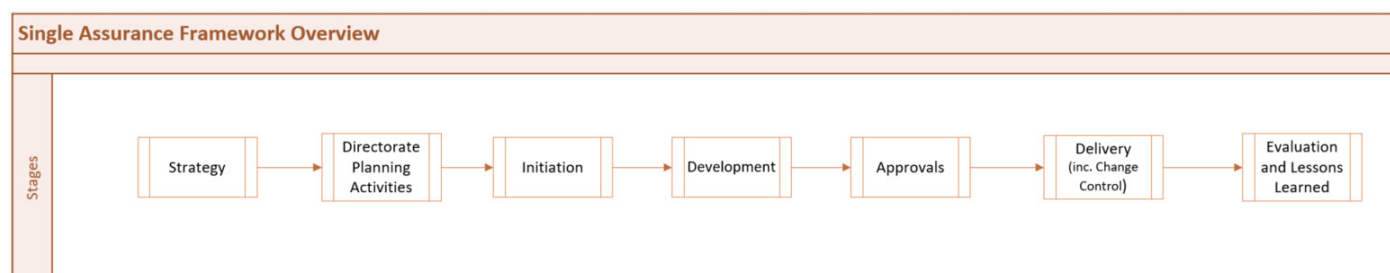 Single Assurance Framework Overview
Stages
Strategy
Directorate
Planning
Activities
Initiation
Development
Approvals
Delivery
(inc. Change
Control)
Evaluation
and Lessons
Learned